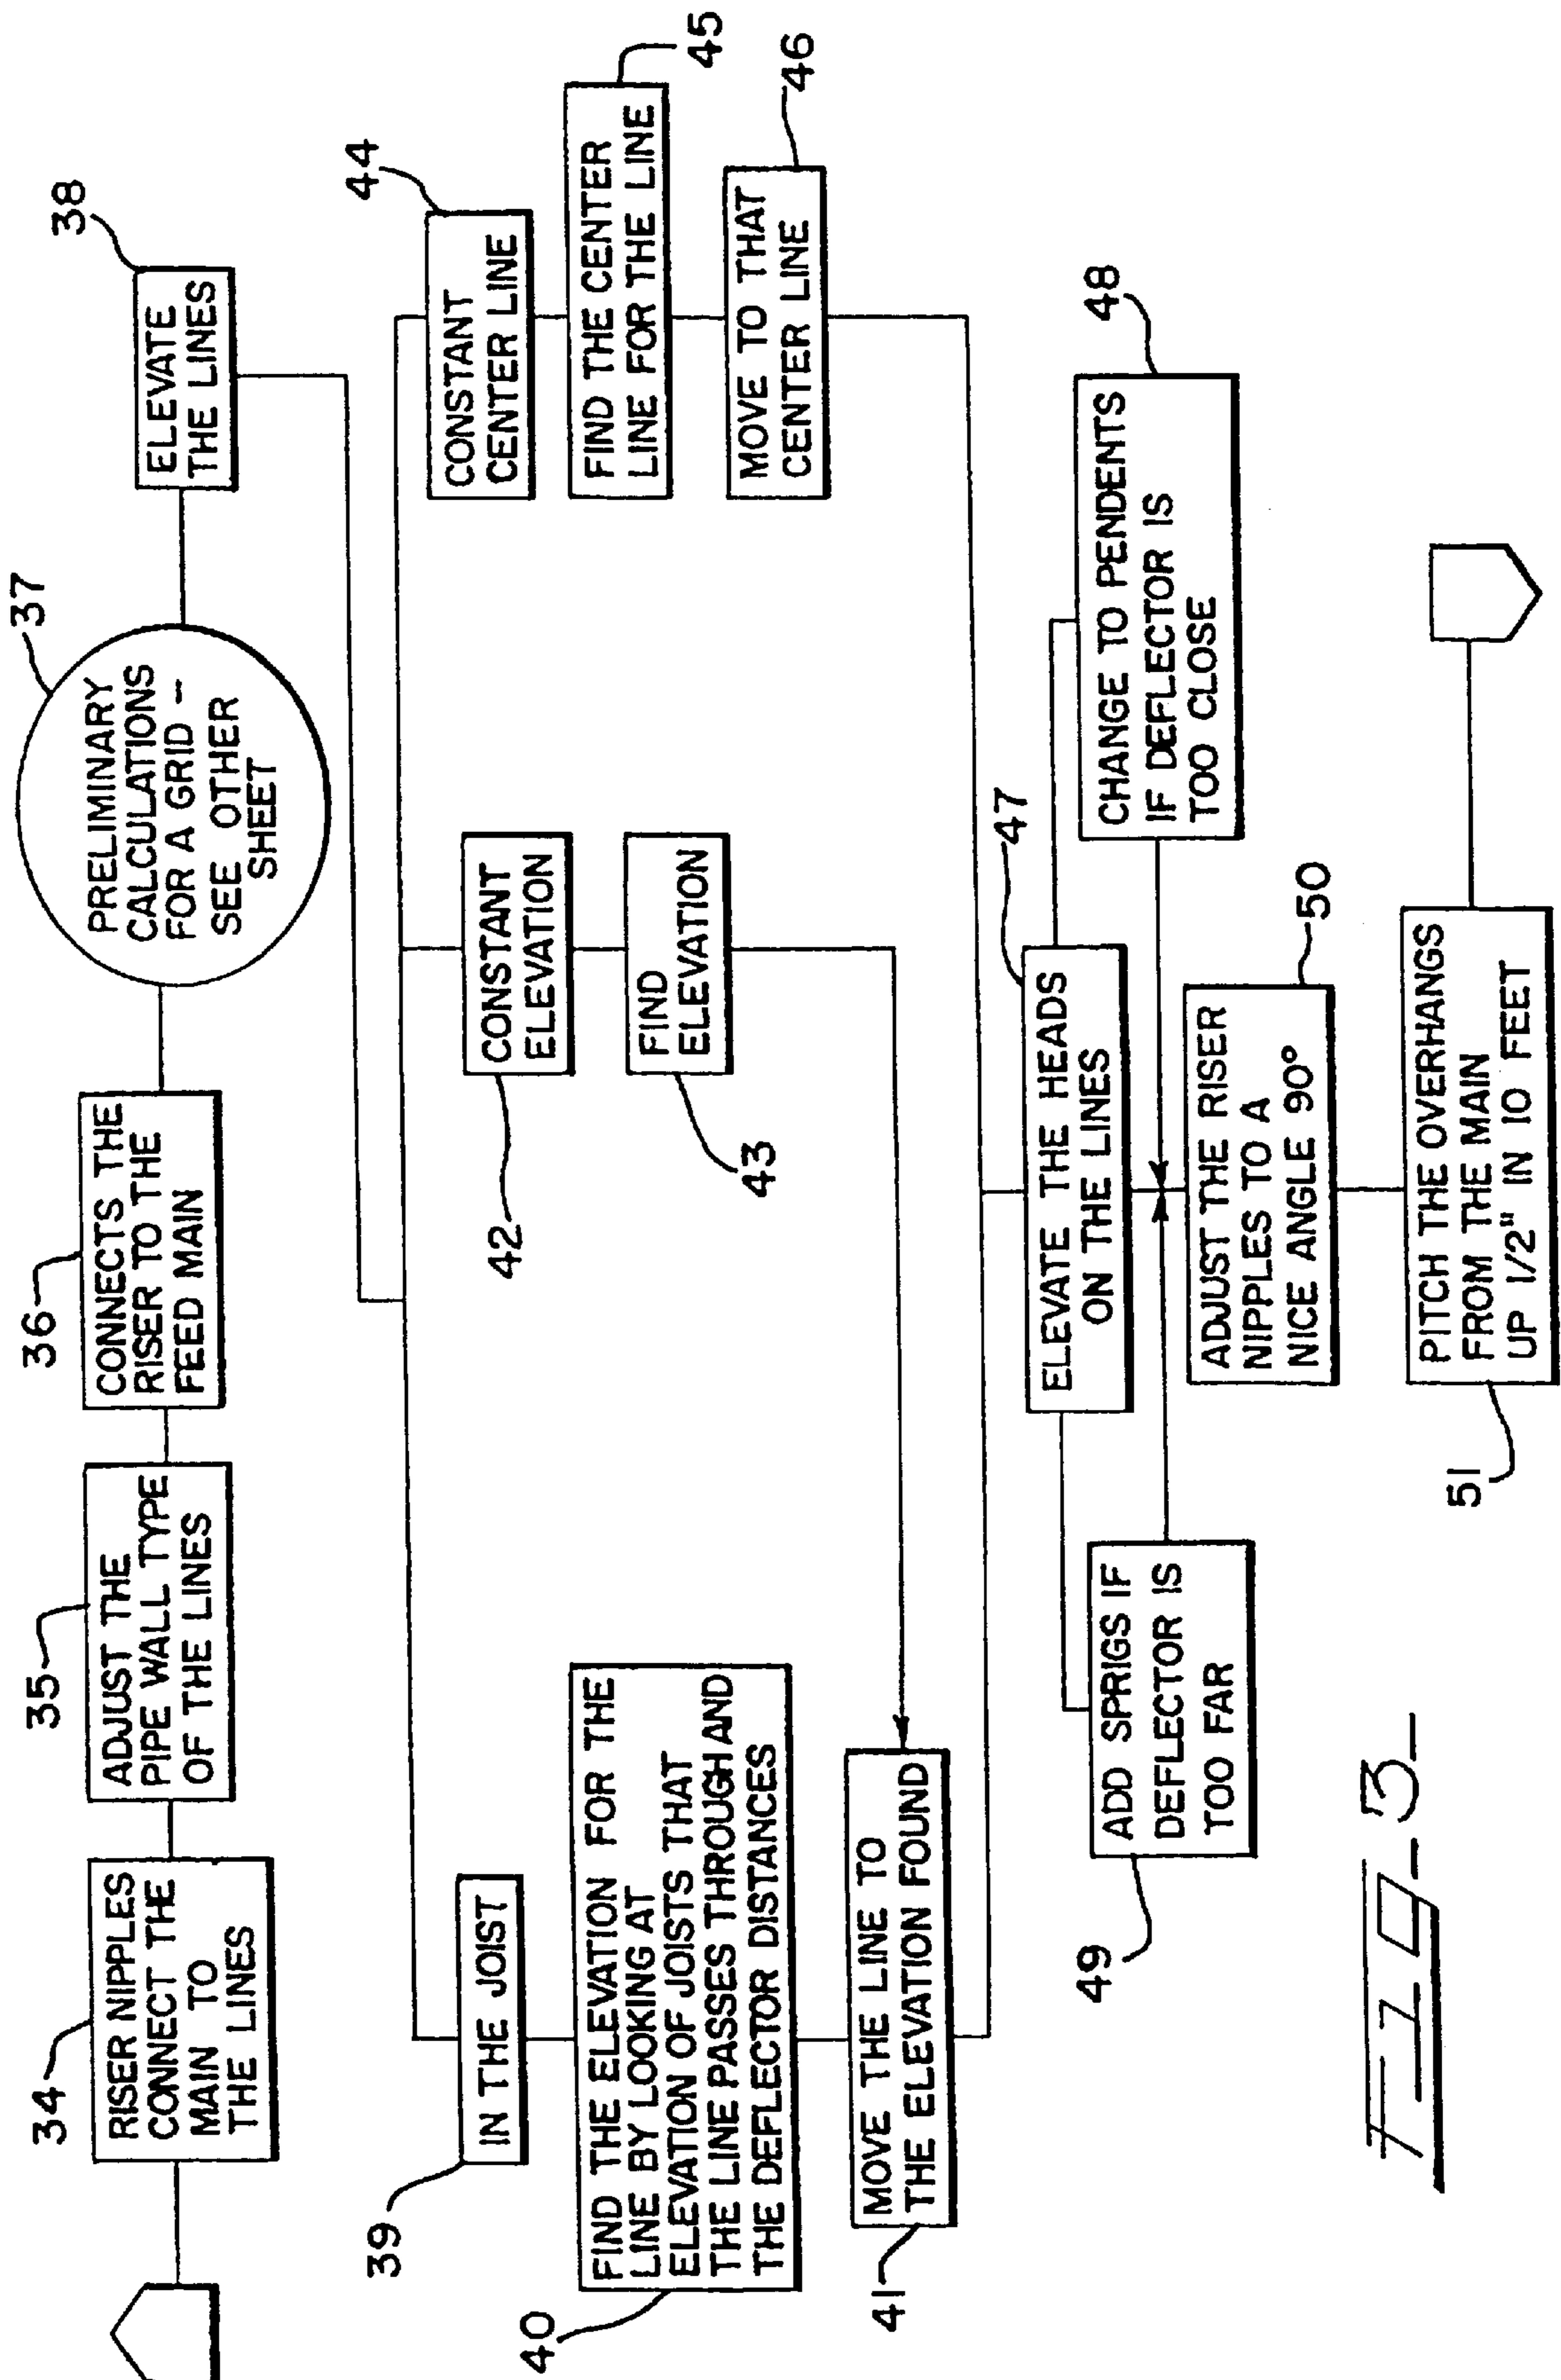 34
RISER NIPPLES
CONNECT THE
MAIN TO
THE LINES
35
ADJUST THE
PIPE WALL TYPE
OF THE LINES
36
CONNECTS THE
RISER TO THE
FEED MAIN
37
PRELIMINARY
CALCULATIONS
FOR A GRID –
SEE OTHER
SHEET
38
ELEVATE
THE LINES
39
IN THE JOIST
40
FIND THE ELEVATION FOR THE
LINE BY LOOKING AT
ELEVATION OF JOISTS THAT
THE LINE PASSES THROUGH AND
THE DEFLECTOR DISTANCES
41
MOVE THE LINE TO
THE ELEVATION FOUND
42
CONSTANT
ELEVATION
43
FIND
ELEVATION
44
CONSTANT
CENTER LINE
45
FIND THE CENTER
LINE FOR THE LINE
46
MOVE TO THAT
CENTER LINE
47
ELEVATE THE HEADS
ON THE LINES
48
CHANGE TO PENDENTS
IF DEFLECTOR IS
TOO CLOSE
49
ADD SPRIGS IF
DEFLECTOR IS
TOO FAR
50
ADJUST THE RISER
NIPPLES TO A
NICE ANGLE 90°
51
PITCH THE OVERHANGS
FROM THE MAIN
UP 1/2" IN 10 FEET
FIG_3_